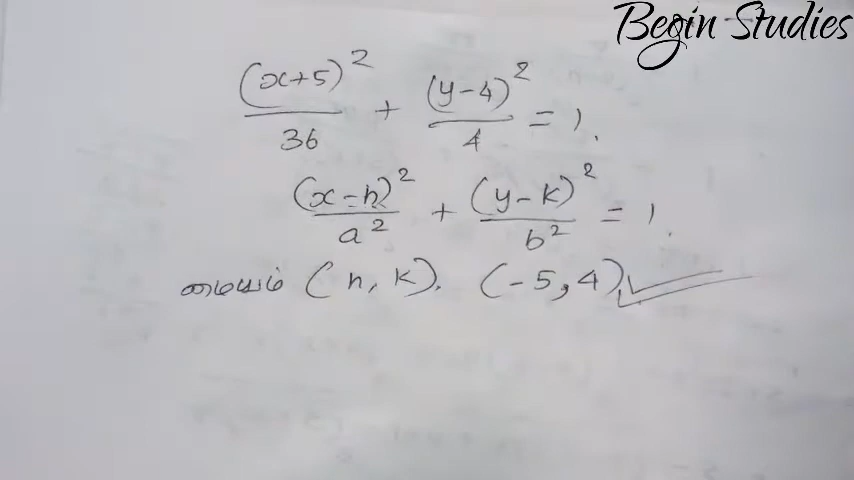 Begin Studies
(x+5)²/36 + (y-4)²/4 = 1.
(x-h)²/a² + (y-k)²/b² = 1.
மையம் (h, k). (-5, 4)